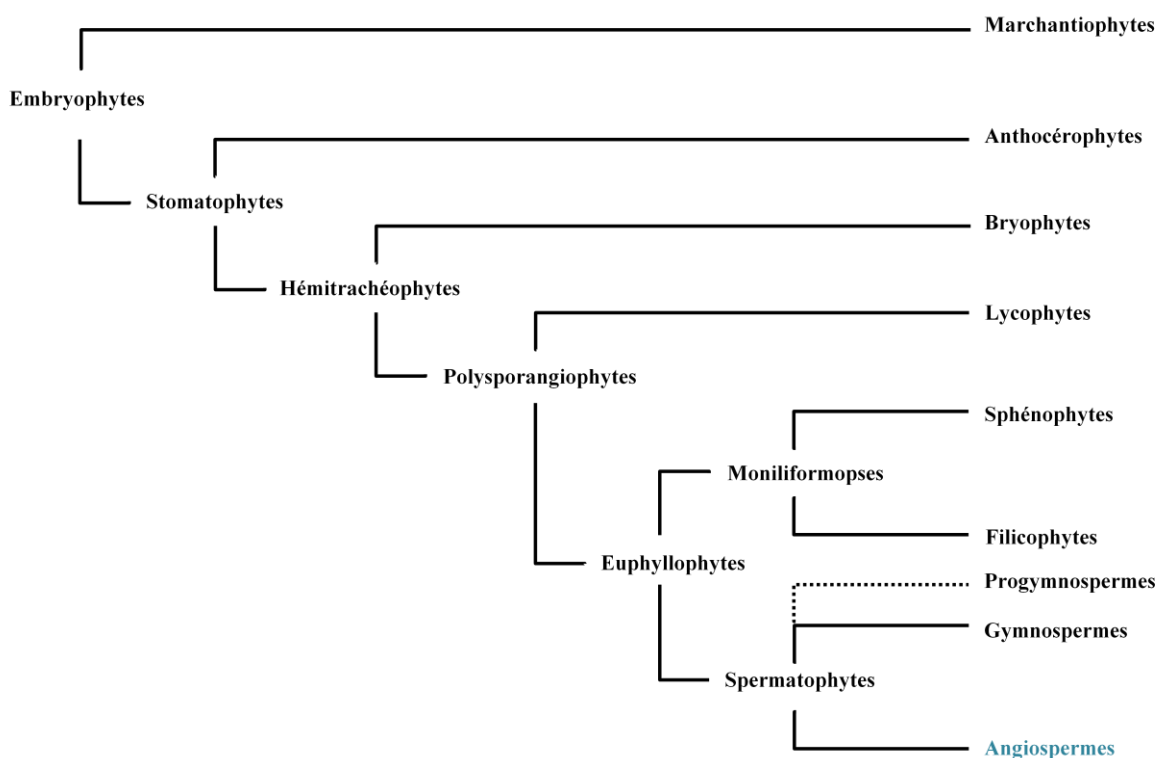 Marchantiophytes
Embryophytes
Anthocérophytes
Stomatophytes
Bryophytes
Hémitrachéophytes
Lycophytes
Polysporangiophytes
Sphénophytes
Moniliformopses
Filicophytes
Euphyllophytes
Progymnospermes
Gymnospermes
Spermatophytes
Angiospermes